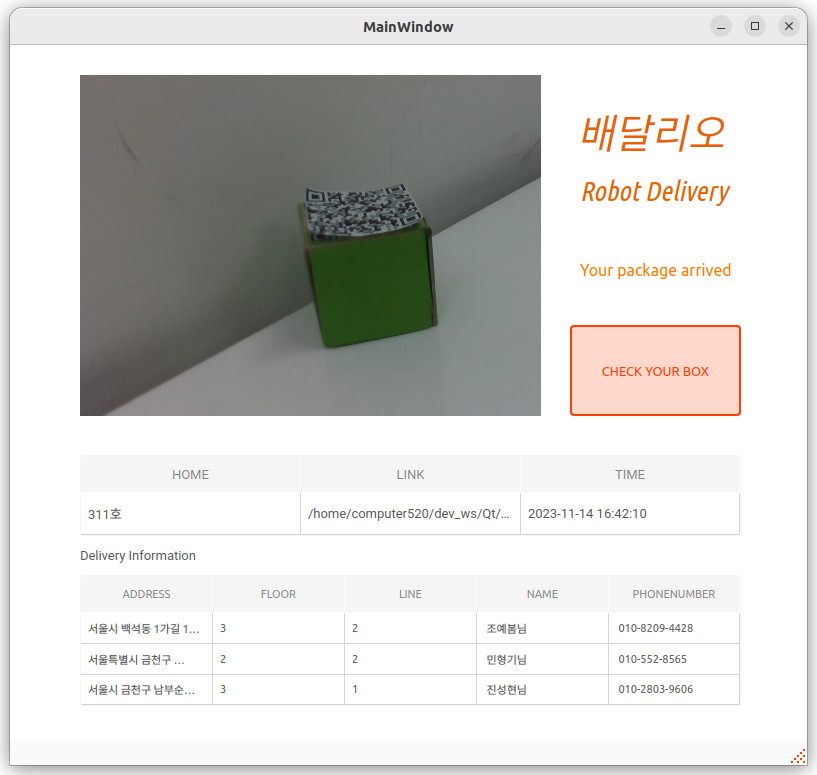 MainWindow
배달리오
Robot Delivery
Your package arrived
CHECK YOUR BOX
HOME LINK TIME
311호 /home/computer520/dev_ws/Qt/... 2023-11-14 16:42:10
Delivery Information
ADDRESS FLOOR LINE NAME PHONENUMBER
서울시 백석동 1가길 1... 3 2 조예봄님 010-8209-4428
서울특별시 금천구 ... 2 2 민형기님 010-552-8565
서울시 금천구 남부순... 3 1 진성현님 010-2803-9606